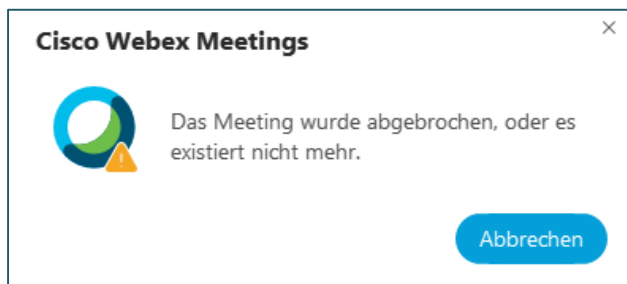 Cisco Webex Meetings
Das Meeting wurde abgebrochen, oder es
existiert nicht mehr.
Abbrechen